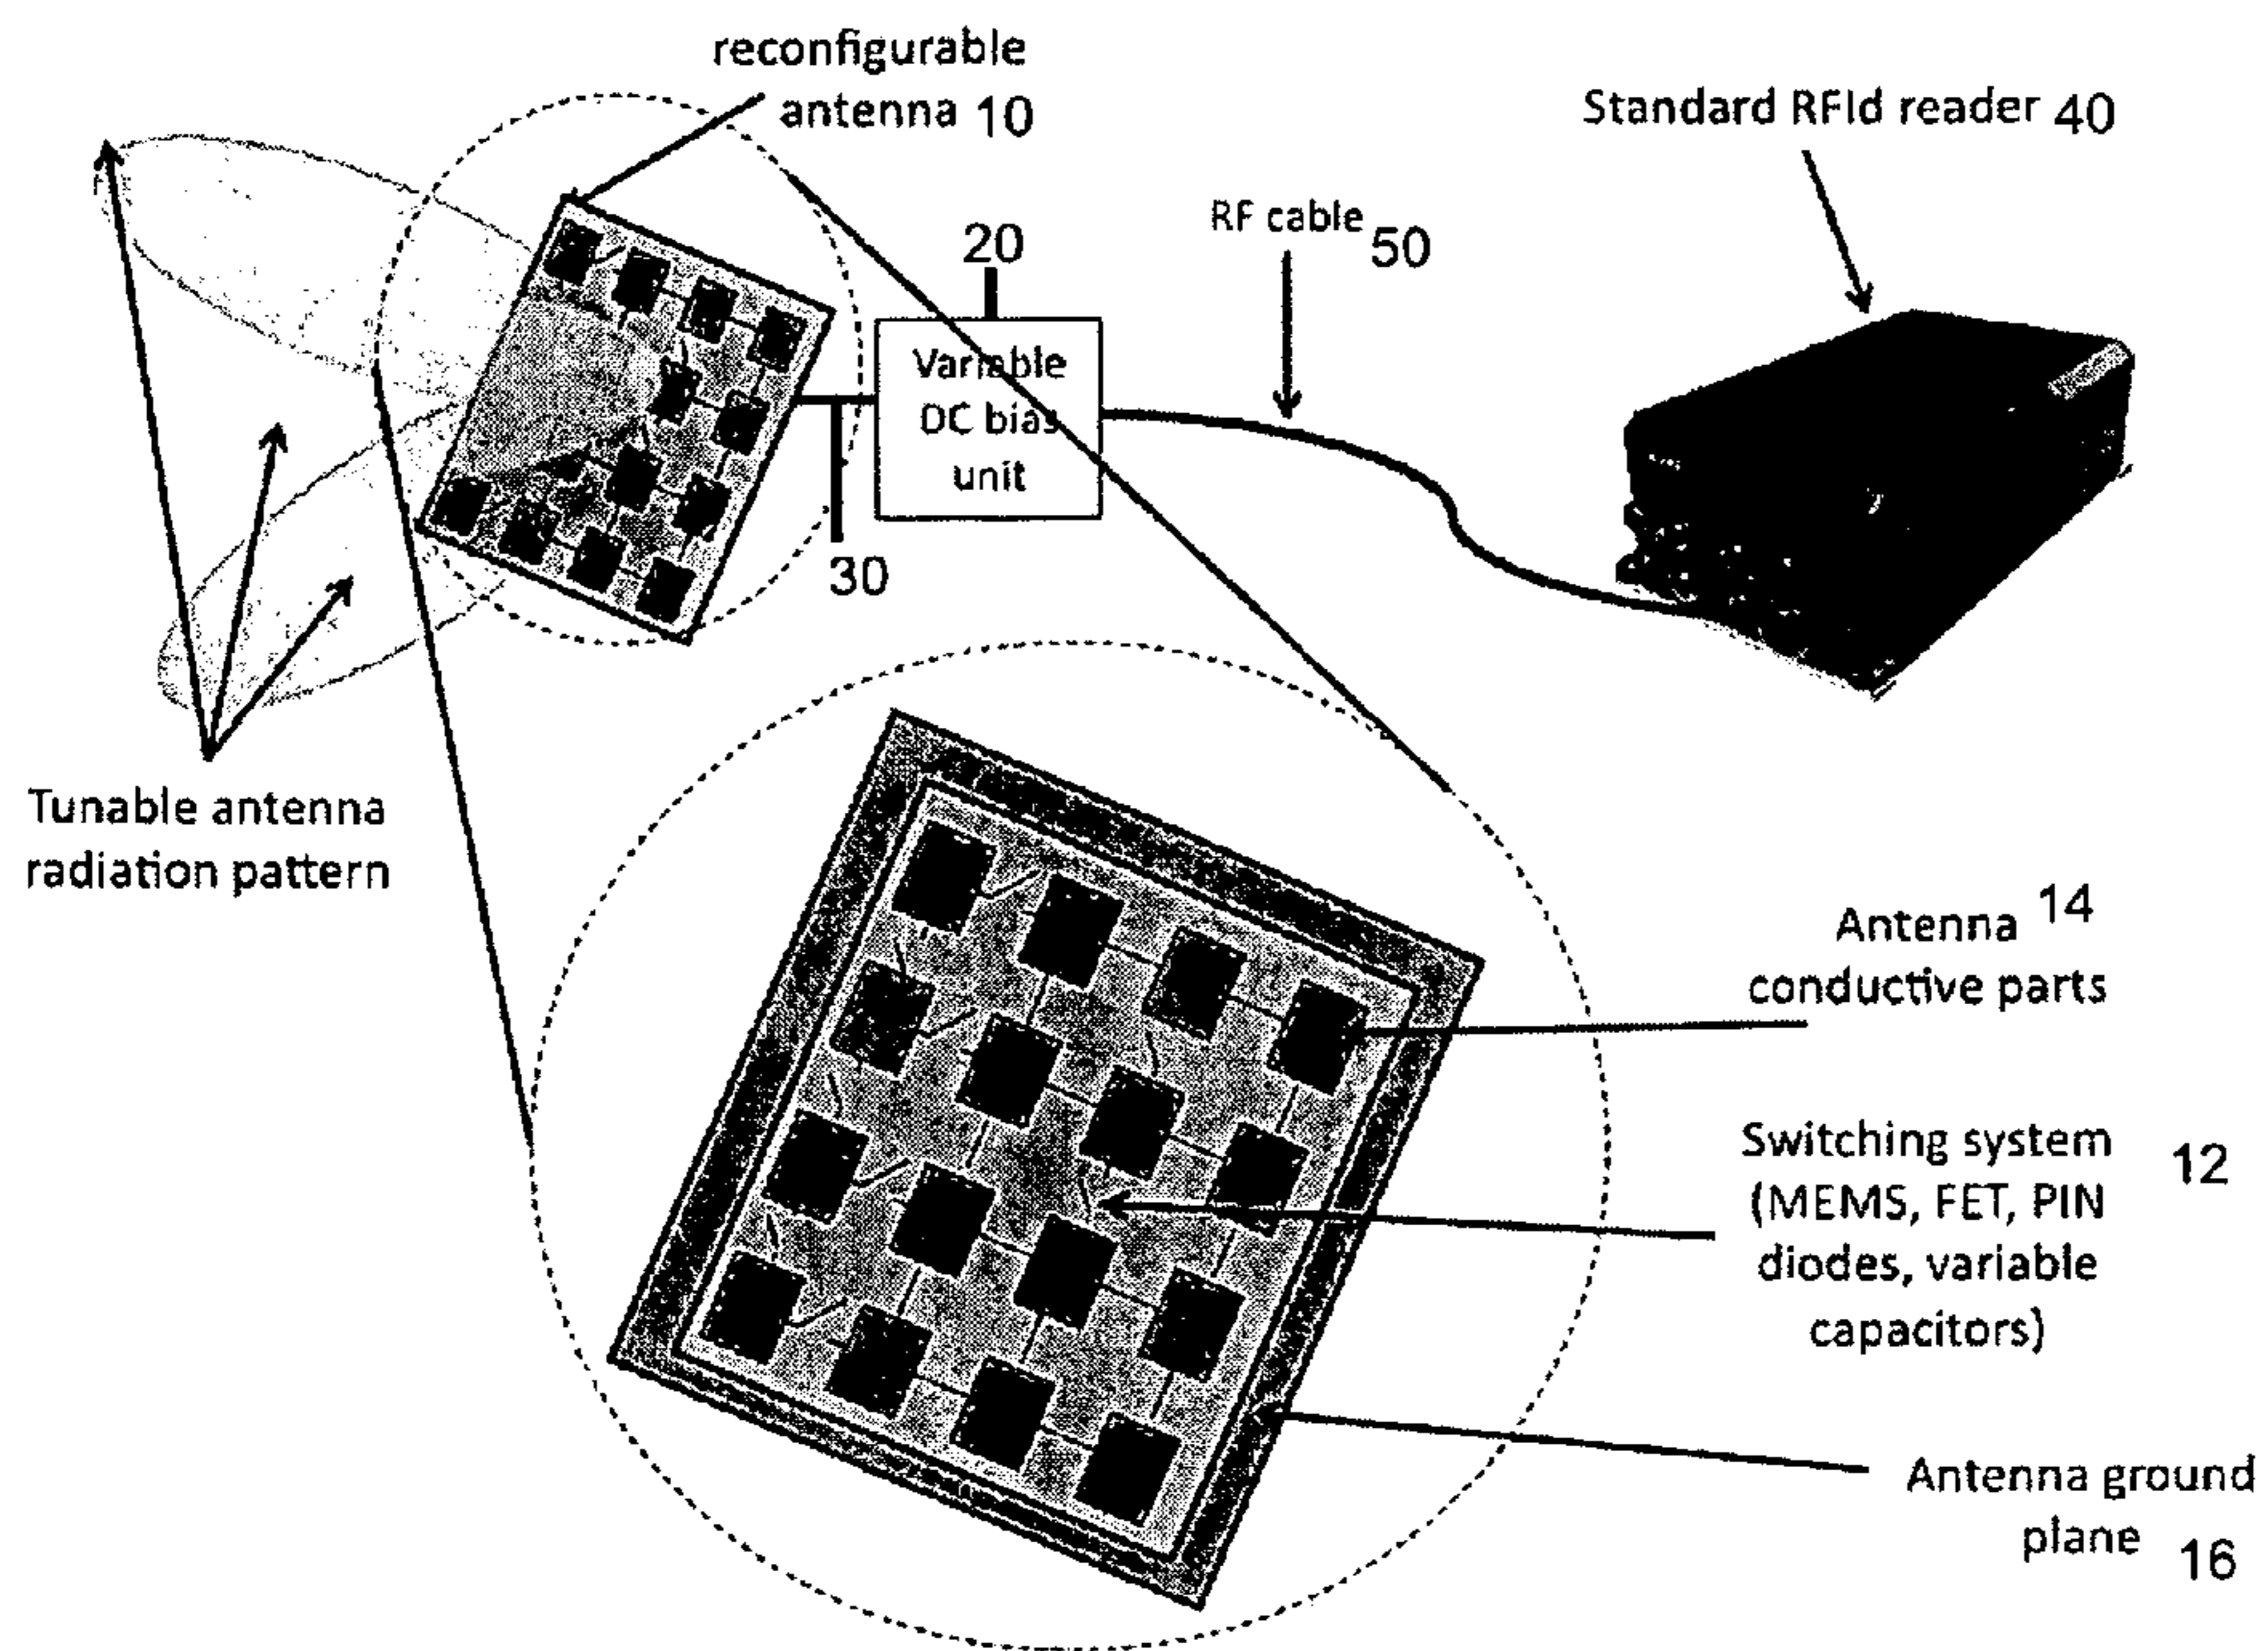 reconfigurable
antenna 10
Standard RFId reader 40
RF cable 50
20
Variable
DC bias
unit
30
Tunable antenna
radiation pattern
Antenna 14
conductive parts
Switching system 12
(MEMS, FET, PIN
diodes, variable
capacitors)
Antenna ground
plane 16